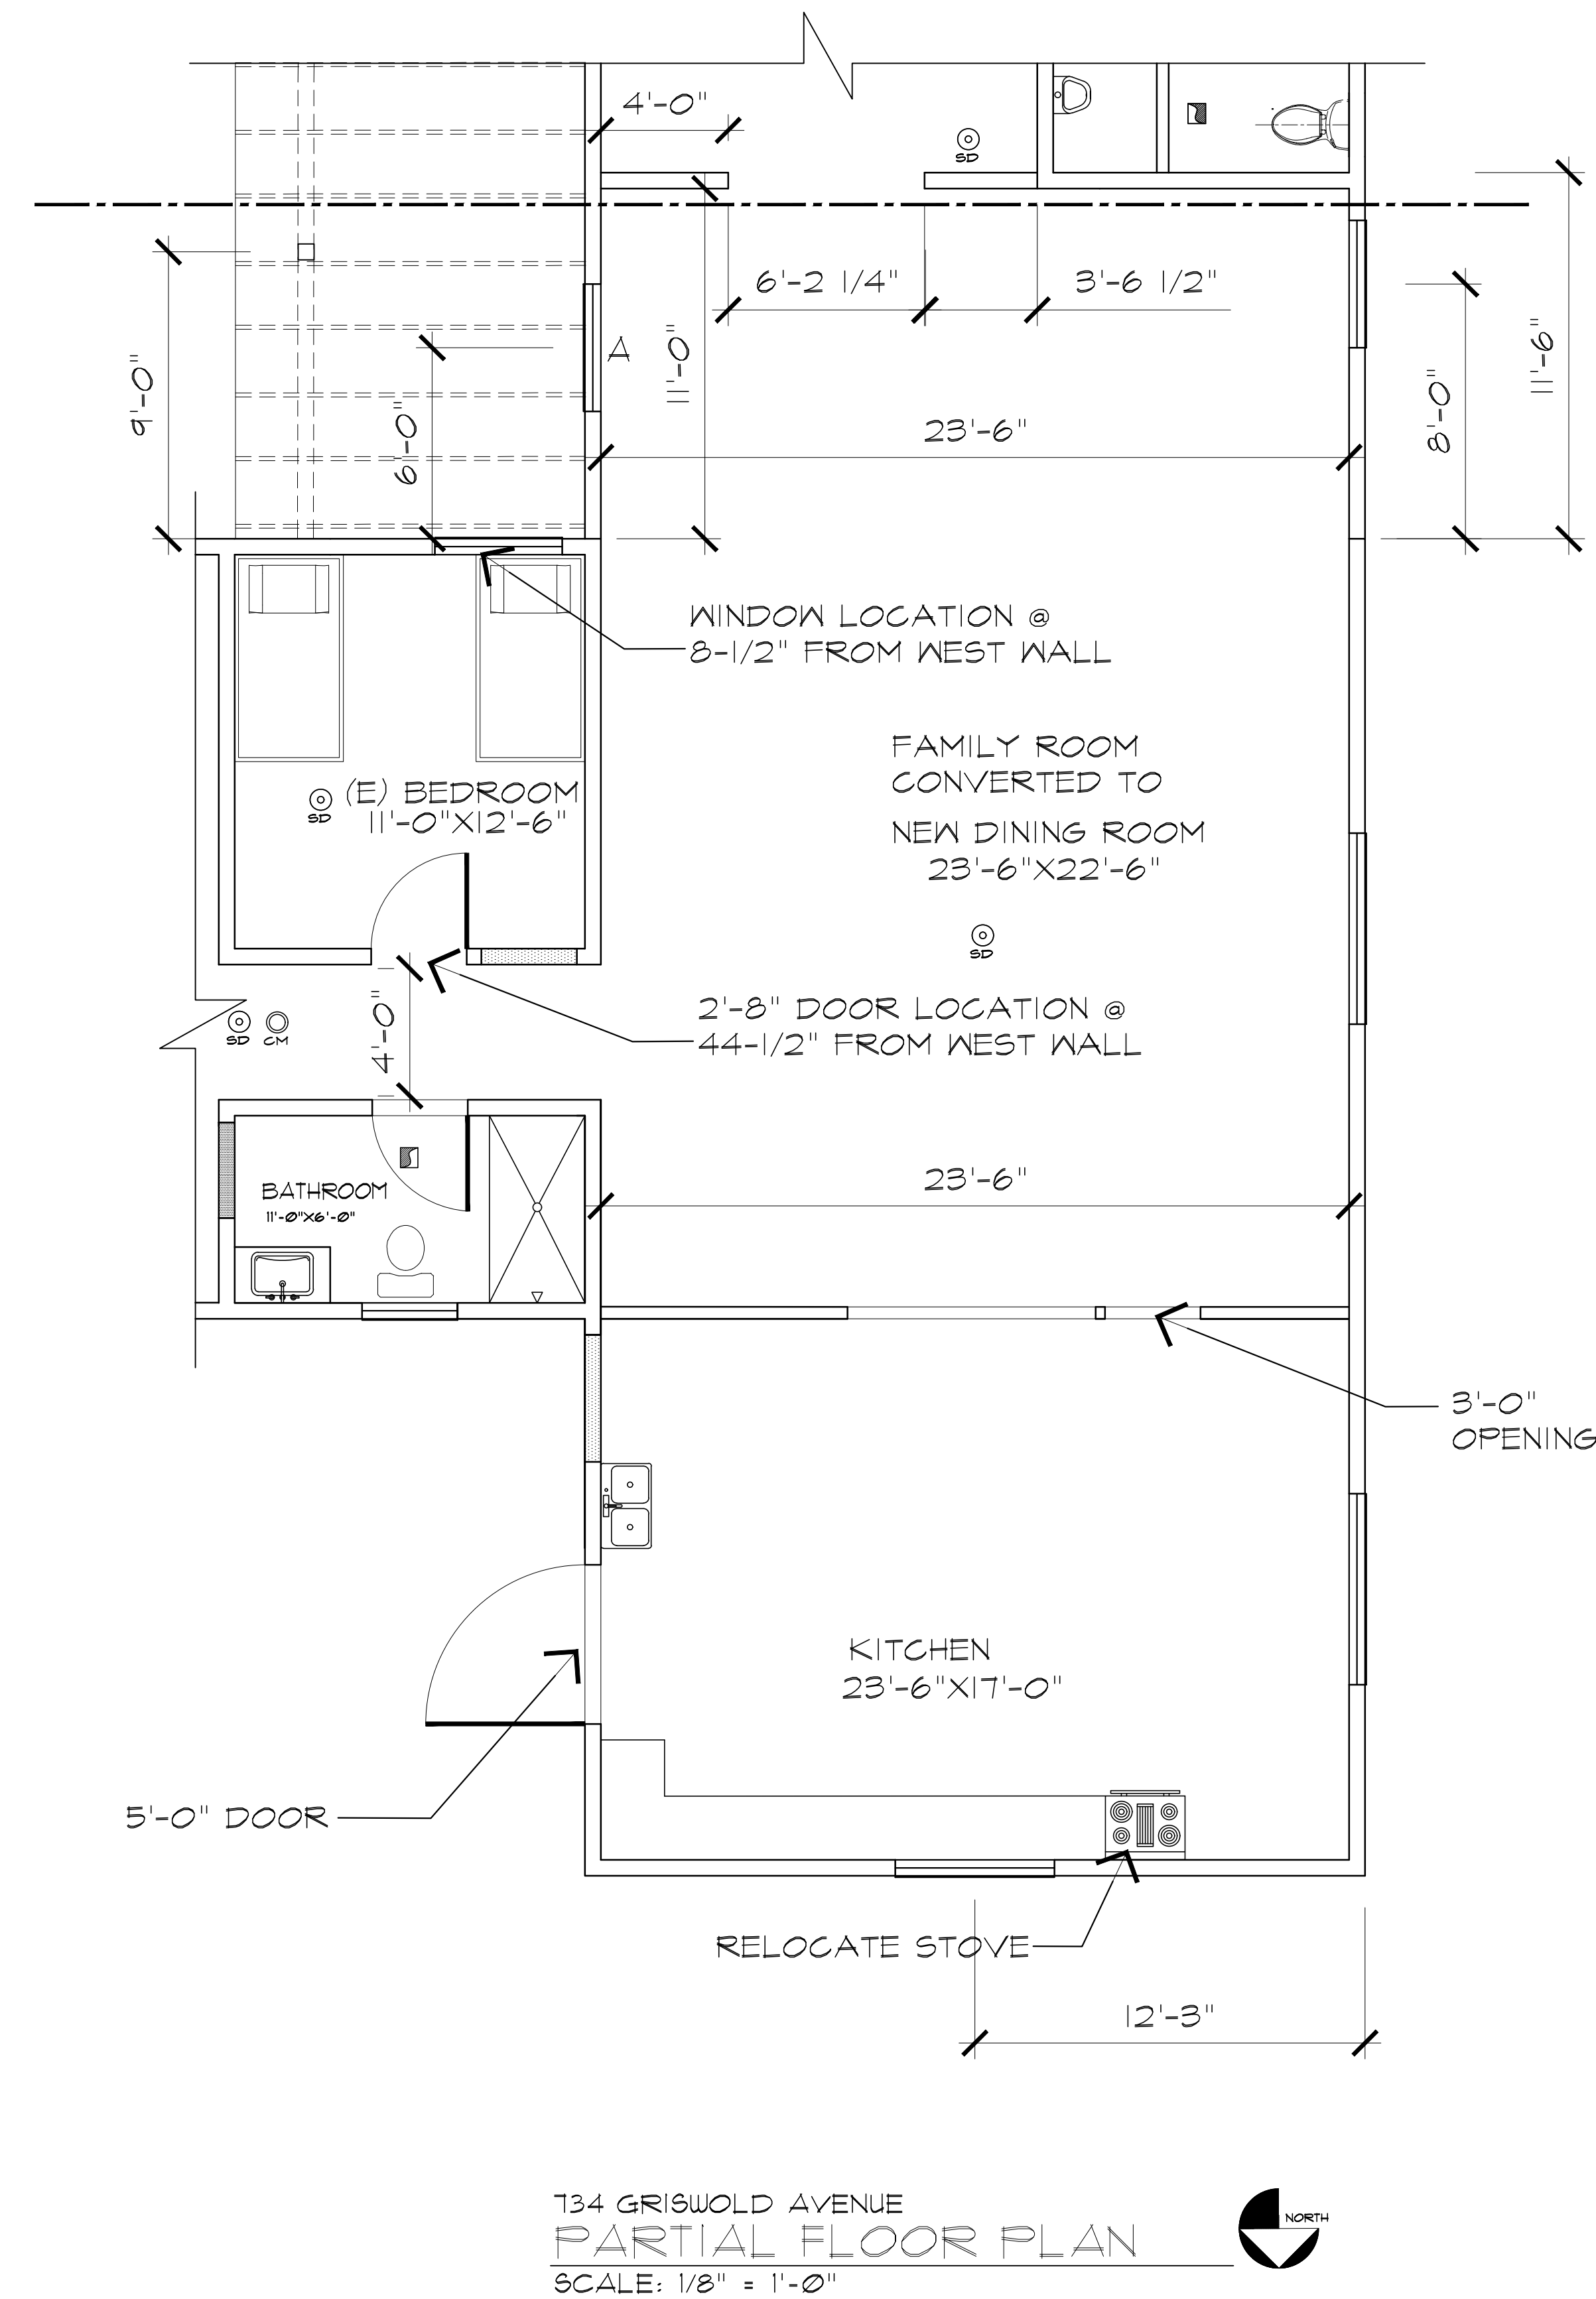 4'-0"
SD
6'-2 1/4"
3'-6 1/2"
9'-0"
6'-0"
A
11'-0"
23'-6"
8'-0"
11'-6"
WINDOW LOCATION @
8-1/2" FROM WEST WALL
FAMILY ROOM
CONVERTED TO
NEW DINING ROOM
23'-6"X22'-6"
SD
(E) BEDROOM
11'-0"X12'-6"
SD
2'-8" DOOR LOCATION @
44-1/2" FROM WEST WALL
SD
CM
4'-0"
BATHROOM
11'-0"X6'-0"
23'-6"
3'-0"
OPENING
KITCHEN
23'-6"X17'-0"
5'-0" DOOR
RELOCATE STOVE
12'-3"
734 GRISWOLD AVENUE
PARTIAL FLOOR PLAN
SCALE: 1/8" = 1'-0"
NORTH